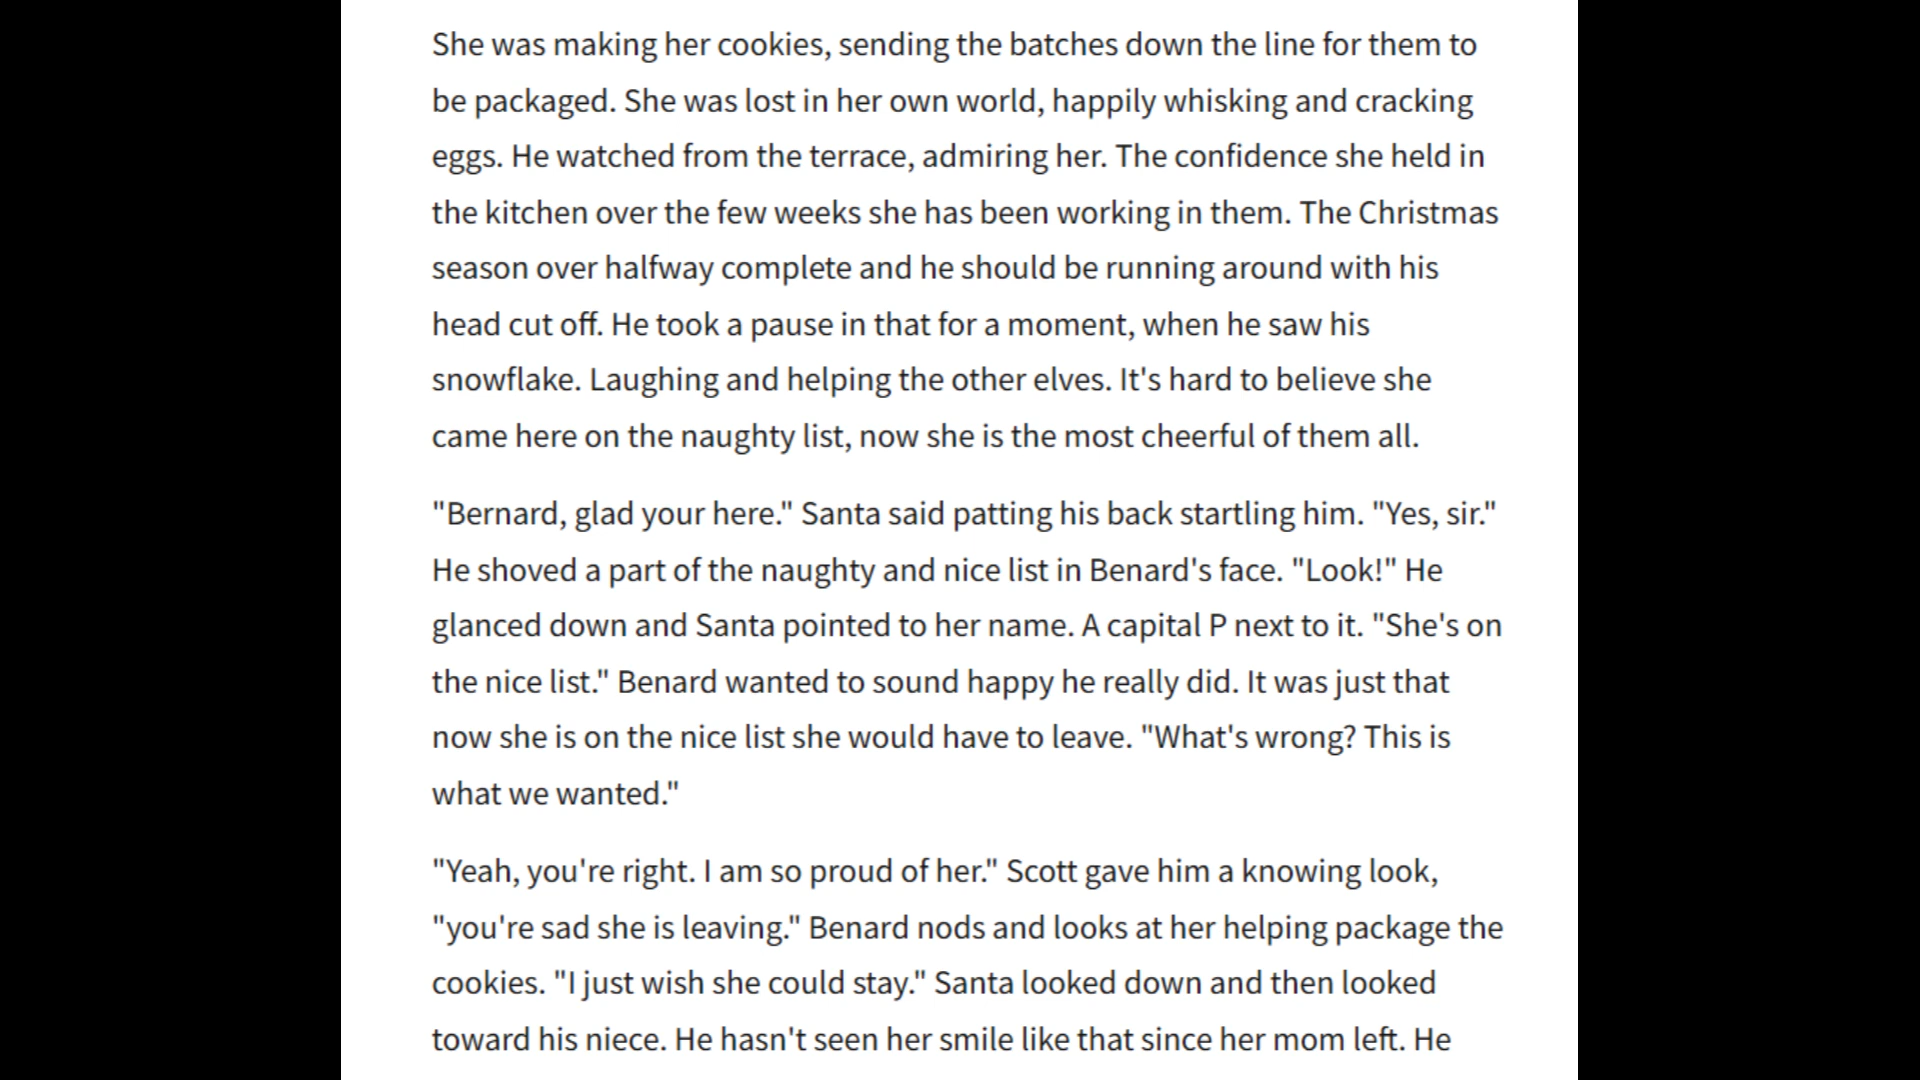 She was making her cookies, sending the batches down the line for them to
be packaged. She was lost in her own world, happily whisking and cracking
eggs. He watched from the terrace, admiring her. The confidence she held in
the kitchen over the few weeks she has been working in them. The Christmas
season over halfway complete and he should be running around with his
head cut off. He took a pause in that for a moment, when he saw his
snowflake. Laughing and helping the other elves. It's hard to believe she
came here on the naughty list, now she is the most cheerful of them all.
"Bernard, glad your here." Santa said patting his back startling him. "Yes, sir."
He shoved a part of the naughty and nice list in Benard's face. "Look!" He
glanced down and Santa pointed to her name. A capital P next to it. "She's on
the nice list." Benard wanted to sound happy he really did. It was just that
now she is on the nice list she would have to leave. "What's wrong? This is
what we wanted."
"Yeah, you're right. I am so proud of her." Scott gave him a knowing look,
"you're sad she is leaving." Benard nods and looks at her helping package the
cookies. "I just wish she could stay." Santa looked down and then looked
toward his niece. He hasn't seen her smile like that since her mom left. He